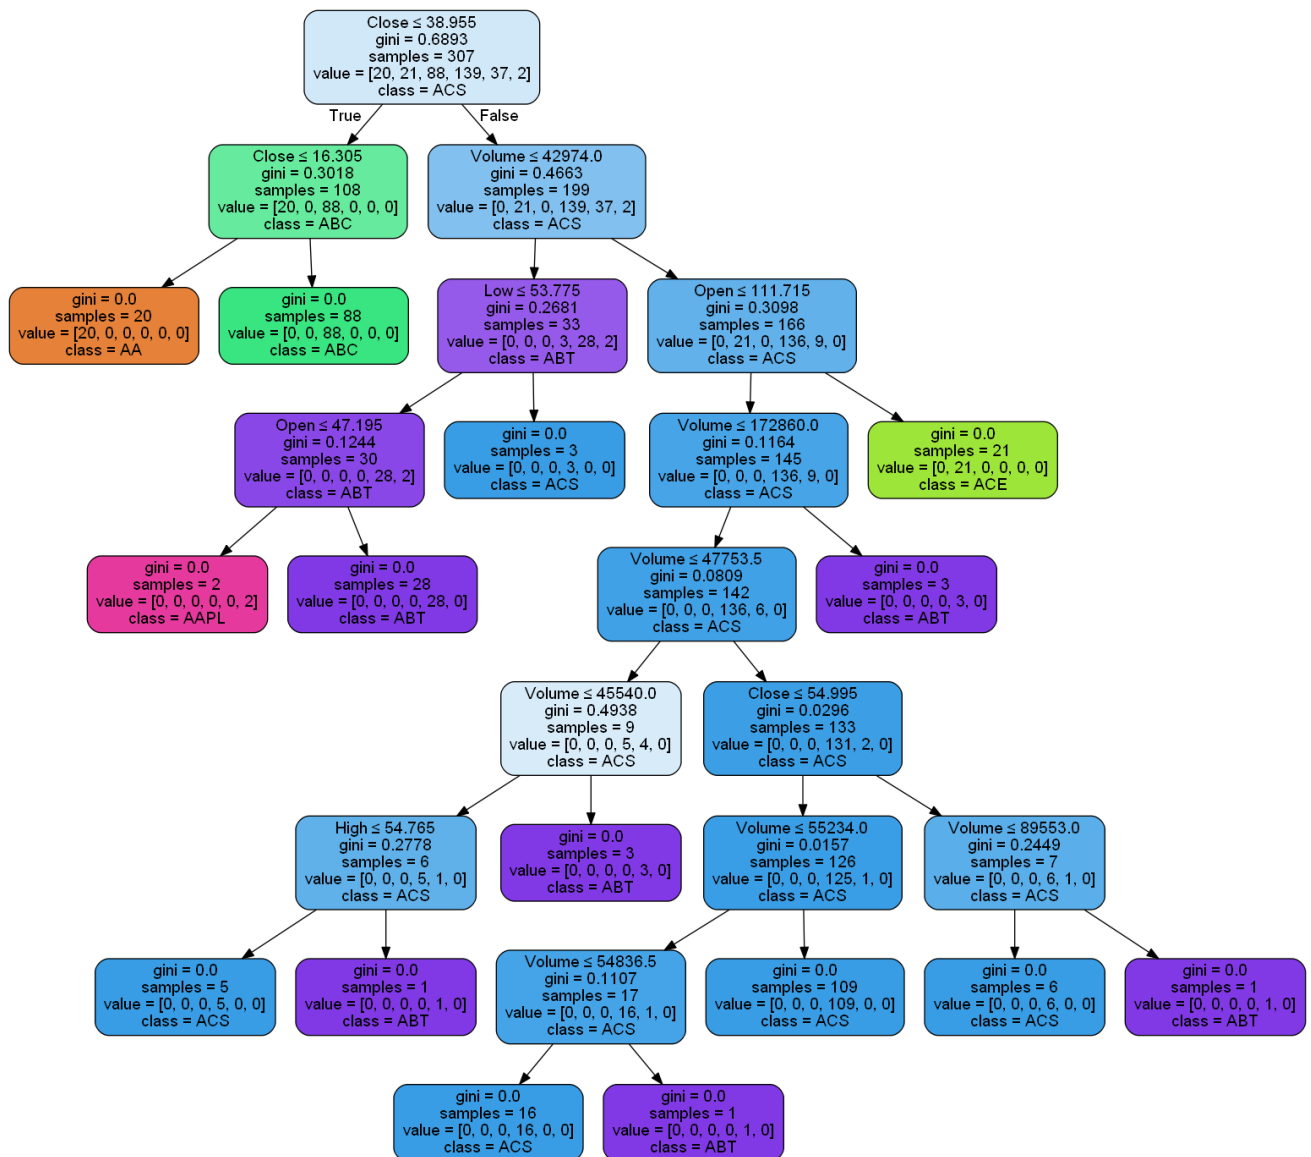 Close ≤ 38.955
gini = 0.6893
samples = 307
value = [20, 21, 88, 139, 37, 2]
class = ACS
True
False
Close ≤ 16.305
gini = 0.3018
samples = 108
value = [20, 0, 88, 0, 0, 0]
class = ABC
Volume ≤ 42974.0
gini = 0.4663
samples = 199
value = [0, 21, 0, 139, 37, 2]
class = ACS
gini = 0.0
samples = 20
value = [20, 0, 0, 0, 0, 0]
class = AA
gini = 0.0
samples = 88
value = [0, 0, 88, 0, 0, 0]
class = ABC
Low ≤ 53.775
gini = 0.2681
samples = 33
value = [0, 0, 0, 3, 28, 2]
class = ABT
Open ≤ 111.715
gini = 0.3098
samples = 166
value = [0, 21, 0, 136, 9, 0]
class = ACS
Open ≤ 47.195
gini = 0.1244
samples = 30
value = [0, 0, 0, 0, 28, 2]
class = ABT
gini = 0.0
samples = 3
value = [0, 0, 0, 3, 0, 0]
class = ACS
Volume ≤ 172860.0
gini = 0.1164
samples = 145
value = [0, 0, 0, 136, 9, 0]
class = ACS
gini = 0.0
samples = 21
value = [0, 21, 0, 0, 0, 0]
class = ACE
gini = 0.0
samples = 2
value = [0, 0, 0, 0, 0, 2]
class = AAPL
gini = 0.0
samples = 28
value = [0, 0, 0, 0, 28, 0]
class = ABT
Volume ≤ 47753.5
gini = 0.0809
samples = 142
value = [0, 0, 0, 136, 6, 0]
class = ACS
gini = 0.0
samples = 3
value = [0, 0, 0, 0, 3, 0]
class = ABT
Volume ≤ 45540.0
gini = 0.4938
samples = 9
value = [0, 0, 0, 5, 4, 0]
class = ACS
Close ≤ 54.995
gini = 0.0296
samples = 133
value = [0, 0, 0, 131, 2, 0]
class = ACS
High ≤ 54.765
gini = 0.2778
samples = 6
value = [0, 0, 0, 5, 1, 0]
class = ACS
gini = 0.0
samples = 3
value = [0, 0, 0, 0, 3, 0]
class = ABT
Volume ≤ 55234.0
gini = 0.0157
samples = 126
value = [0, 0, 0, 125, 1, 0]
class = ACS
Volume ≤ 89553.0
gini = 0.2449
samples = 7
value = [0, 0, 0, 6, 1, 0]
class = ACS
gini = 0.0
samples = 5
value = [0, 0, 0, 5, 0, 0]
class = ACS
gini = 0.0
samples = 1
value = [0, 0, 0, 0, 1, 0]
class = ABT
Volume ≤ 54836.5
gini = 0.1107
samples = 17
value = [0, 0, 0, 16, 1, 0]
class = ACS
gini = 0.0
samples = 109
value = [0, 0, 0, 109, 0, 0]
class = ACS
gini = 0.0
samples = 6
value = [0, 0, 0, 6, 0, 0]
class = ACS
gini = 0.0
samples = 1
value = [0, 0, 0, 0, 1, 0]
class = ABT
gini = 0.0
samples = 16
value = [0, 0, 0, 16, 0, 0]
class = ACS
gini = 0.0
samples = 1
value = [0, 0, 0, 0, 1, 0]
class = ABT